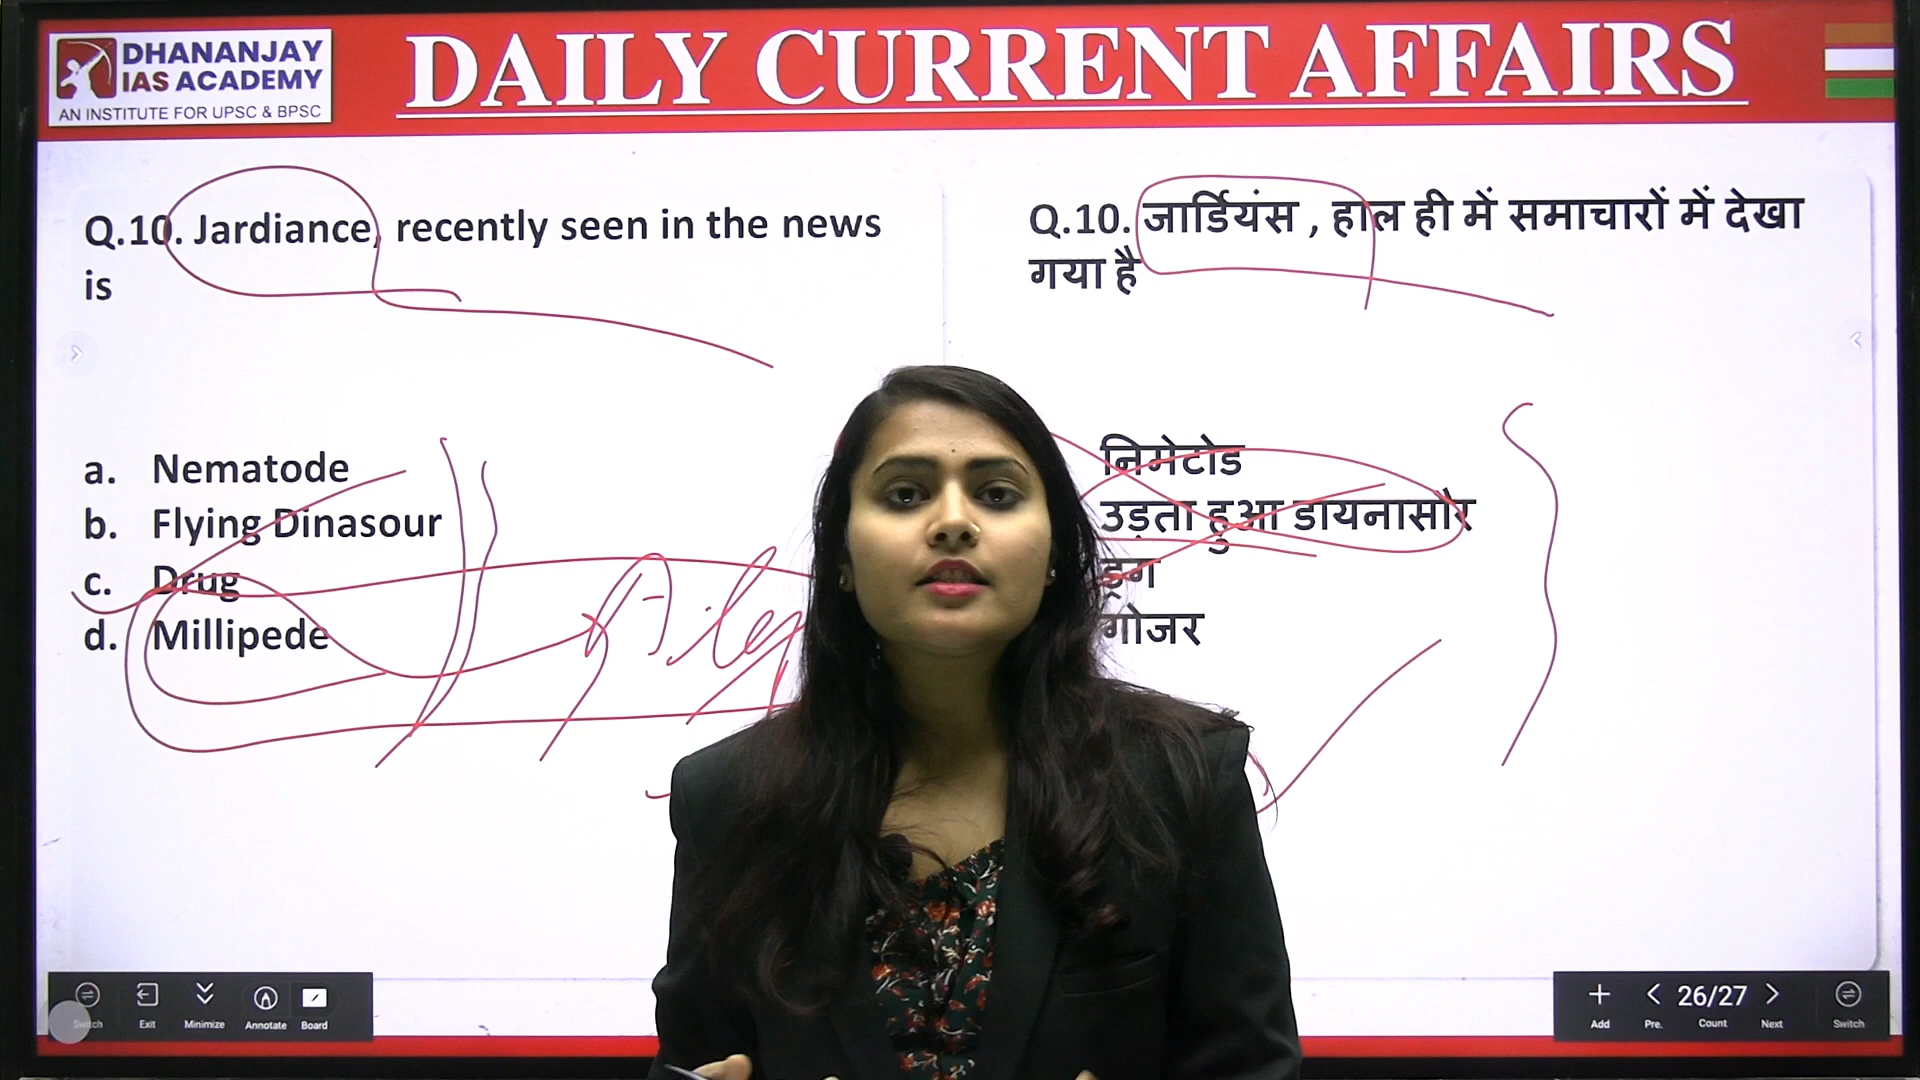 DHANANJAY
IAS ACADEMY
AN INSTITUTE FOR UPSC & BPSC
DAILY CURRENT AFFAIRS
Q.10. Jardiance, recently seen in the news
is
a. Nematode
b. Flying Dinasour
c. Drug
d. Millipede
Q.10. जार्डियंस , हाल ही में समाचारों में देखा
गया है
निमेटोड
उड़ता हुआ डायनासौर
ड्रग
गोजर
Switch
Exit
Minimize
Annotate
Board
26/27
Add
Pre.
Count
Next
Switch